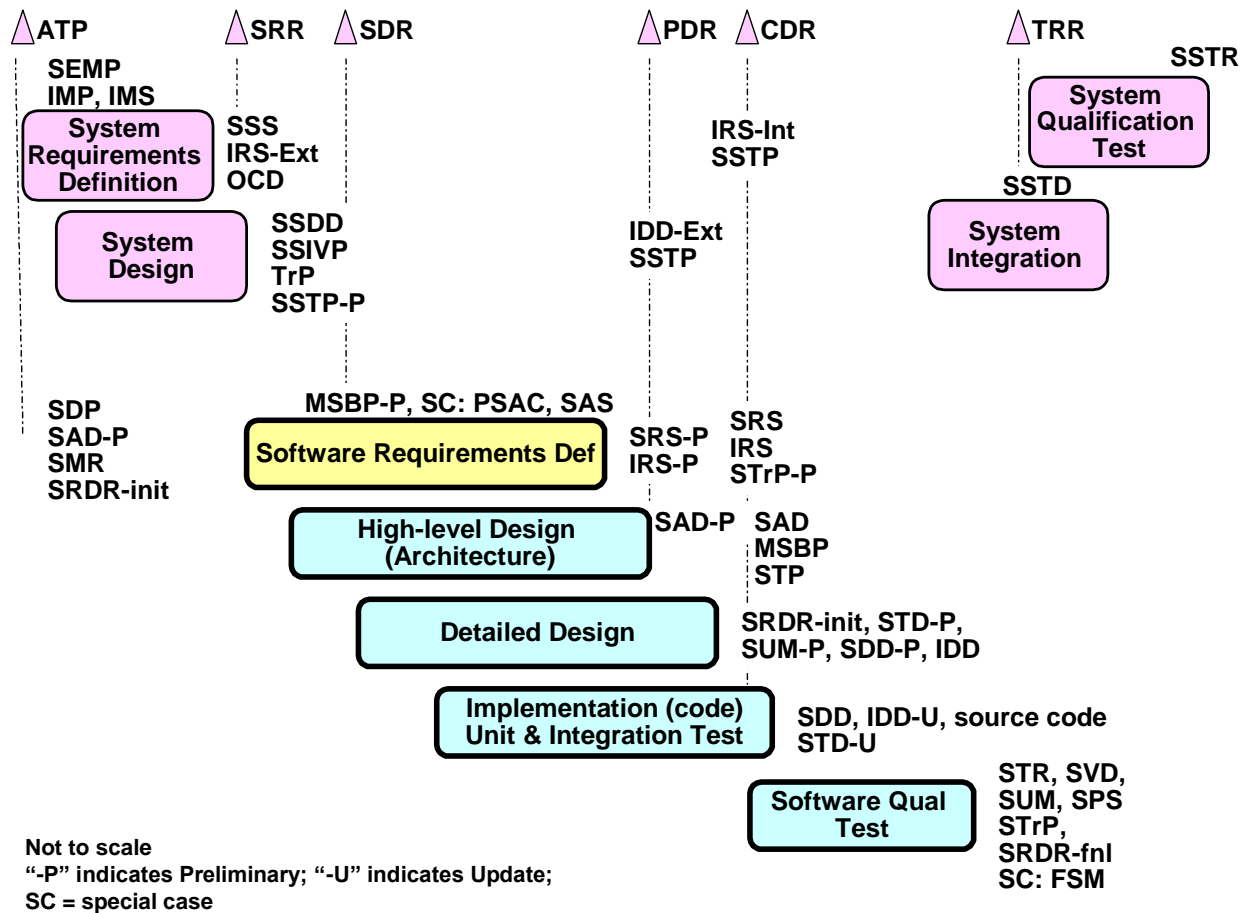 ATP
SRR
SDR
PDR
CDR
TRR
SEMP
IMP, IMS
System
Requirements
Definition
SSS
IRS-Ext
OCD
IRS-Int
SSTP
SSTR
System
Qualification
Test
System
Design
SSDD
SSIVP
TrP
SSTP-P
IDD-Ext
SSTP
SSTD
System
Integration
SDP
SAD-P
SMR
SRDR-init
MSBP-P, SC: PSAC, SAS
Software Requirements Def
SRS-P
IRS-P
SRS
IRS
STrP-P
High-level Design
(Architecture)
SAD-P
SAD
MSBP
STP
Detailed Design
SRDR-init, STD-P,
SUM-P, SDD-P, IDD
Implementation (code)
Unit & Integration Test
SDD, IDD-U, source code
STD-U
Software Qual
Test
STR, SVD,
SUM, SPS
STrP,
SRDR-fnl
SC: FSM
Not to scale
“-P” indicates Preliminary; “-U” indicates Update;
SC = special case